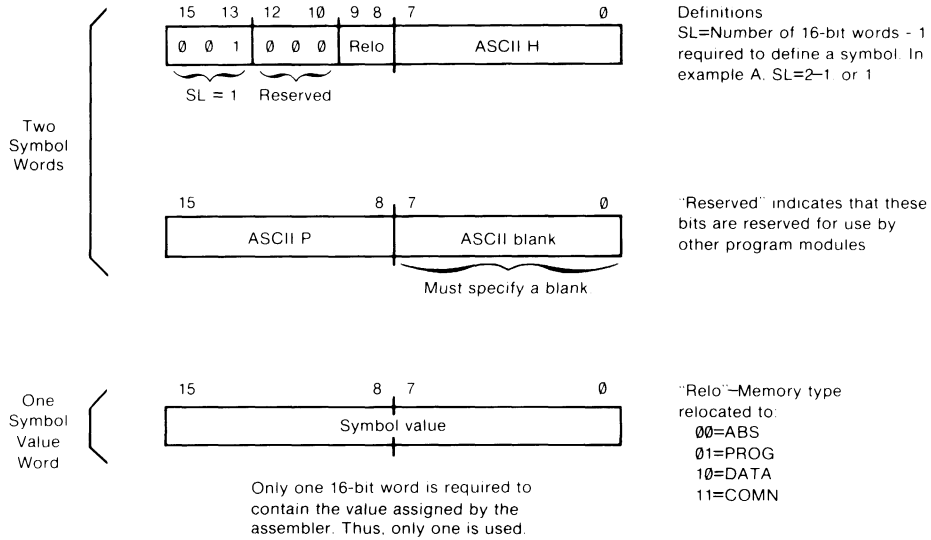 15 13 12 10 9 8 7 Ø
Ø Ø 1 Ø Ø Ø Relo ASCII H
SL = 1 Reserved
Definitions
SL=Number of 16-bit words - 1
required to define a symbol. In
example A. SL=2–1 or 1
Two
Symbol
Words
15 8 7 Ø
ASCII P ASCII blank
Must specify a blank
"Reserved" indicates that these
bits are reserved for use by
other program modules
One
Symbol
Value
Word
15 8 7 Ø
Symbol value
Only one 16-bit word is required to
contain the value assigned by the
assembler. Thus, only one is used.
"Relo"–Memory type
relocated to:
ØØ=ABS
Ø1=PROG
1Ø=DATA
11=COMN